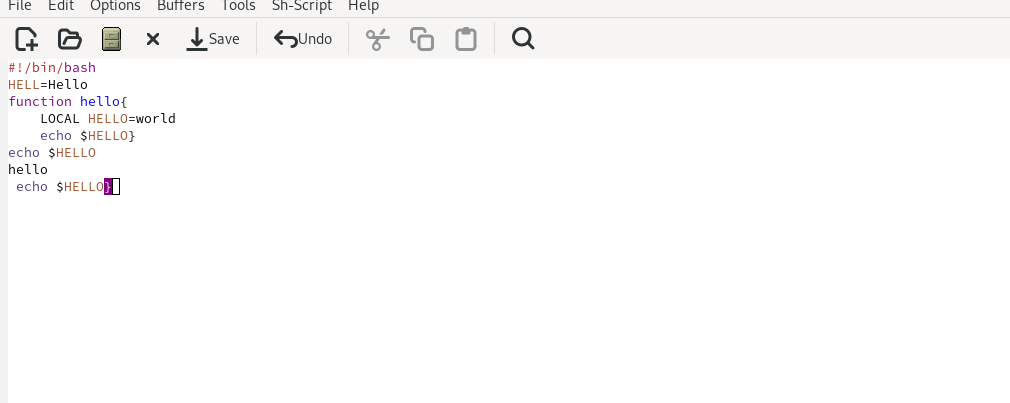 File Edit Options Buffers Tools Sh-Script Help
Save Undo
#!/bin/bash
HELL=Hello
function hello{
    LOCAL HELLO=world
    echo $HELLO}
echo $HELLO
hello
 echo $HELLO}